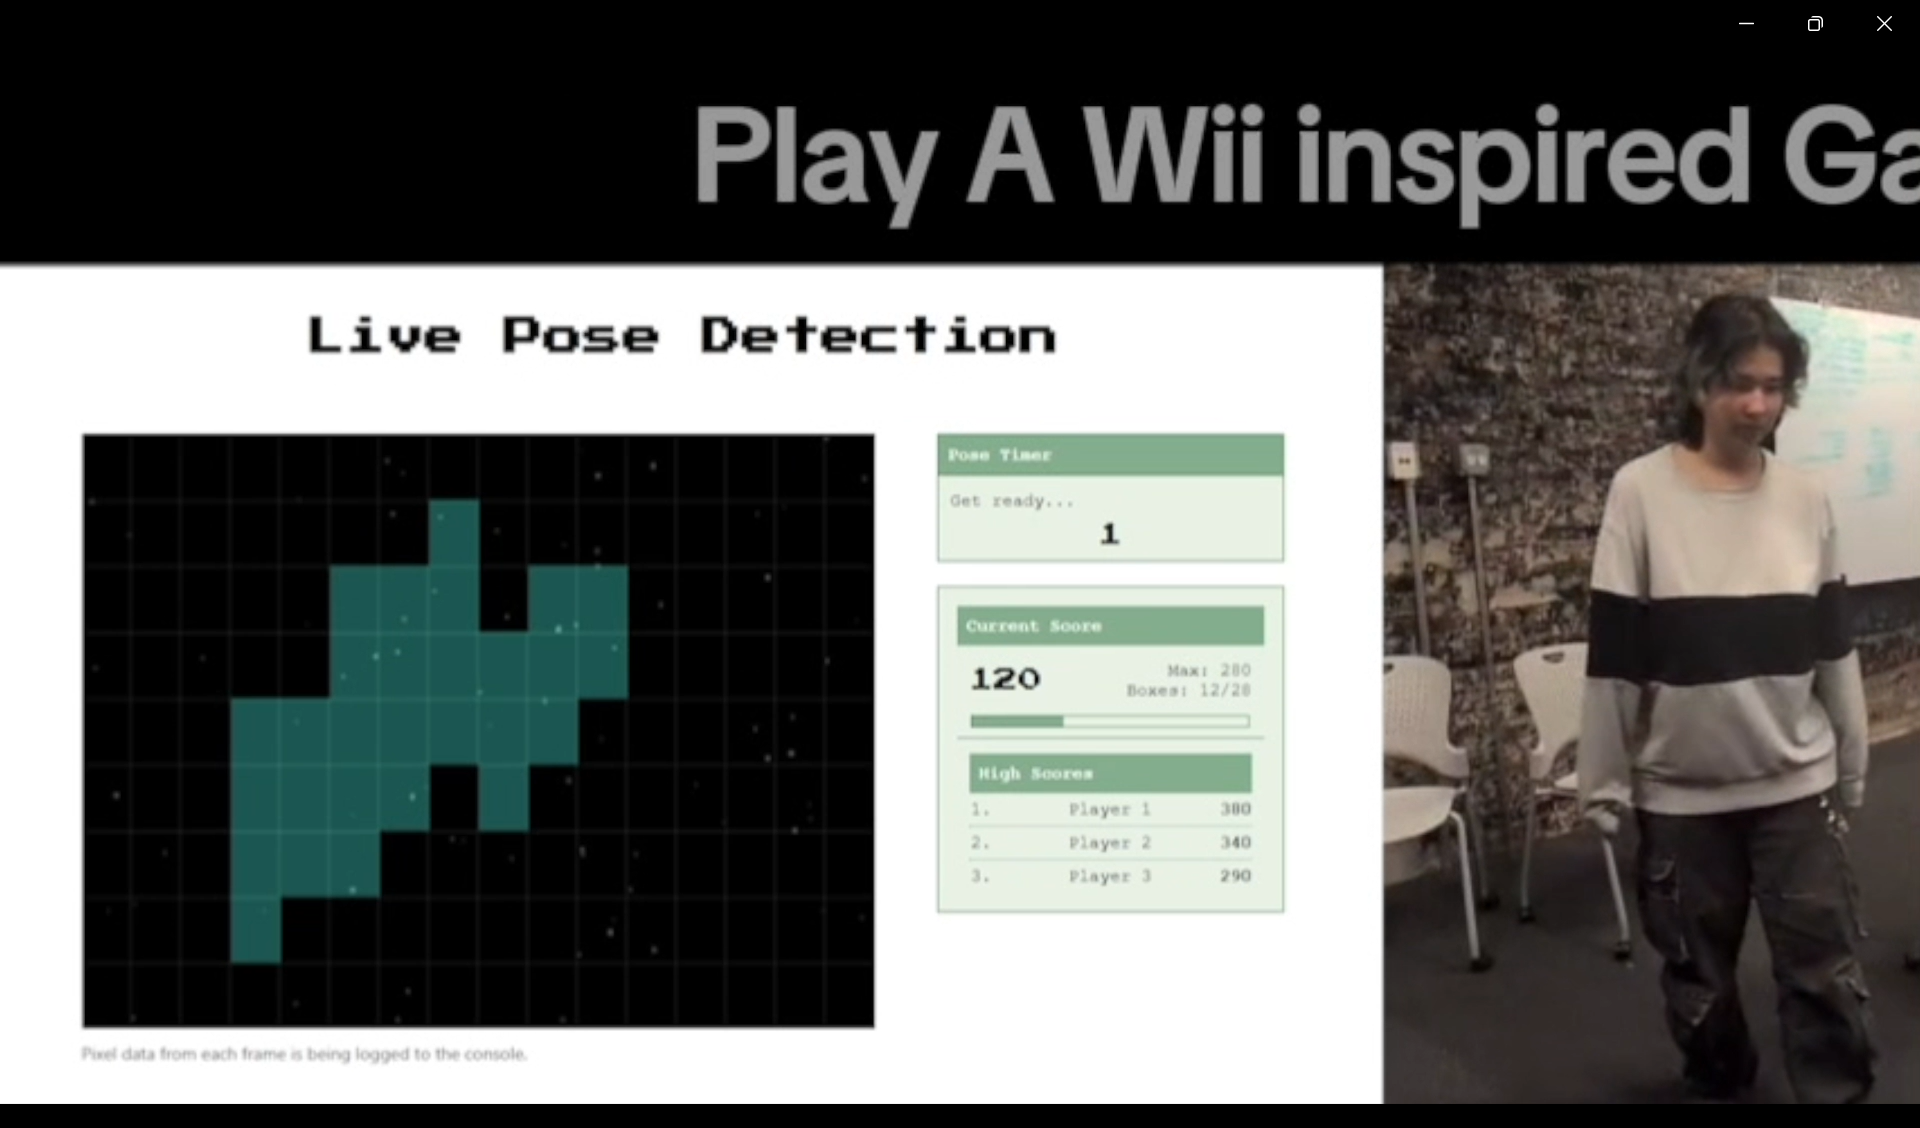 Play A Wii inspired Ga
Live Pose Detection
Pose Timer
Get ready...
1
Current Score
120
Max: 280
Boxes: 12/28
High Scores
1. Player 1 380
2. Player 2 340
3. Player 3 290
Pixel data from each frame is being logged to the console.